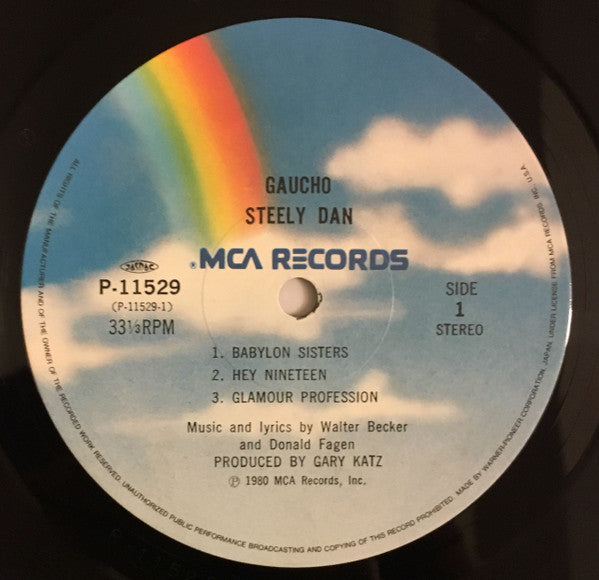 GAUCHO
STEELY DAN
® MCA RECORDS
JASRAC
P-11529
(P-11529-1)
33⅓RPM
SIDE
1
STEREO
1. BABYLON SISTERS
2. HEY NINETEEN
3. GLAMOUR PROFESSION
Music and lyrics by Walter Becker
and Donald Fagen
PRODUCED BY GARY KATZ
Ⓟ 1980 MCA Records, Inc.
ALL RIGHTS OF THE MANUFACTURER AND OF THE OWNER OF THE RECORDED WORK RESERVED. UNAUTHORIZED PUBLIC PERFORMANCE BROADCASTING AND COPYING OF THIS RECORD PROHIBITED. MADE BY WARNER-PIONEER CORPORATION, JAPAN, UNDER LICENSE FROM MCA RECORDS INC. U.S.A.